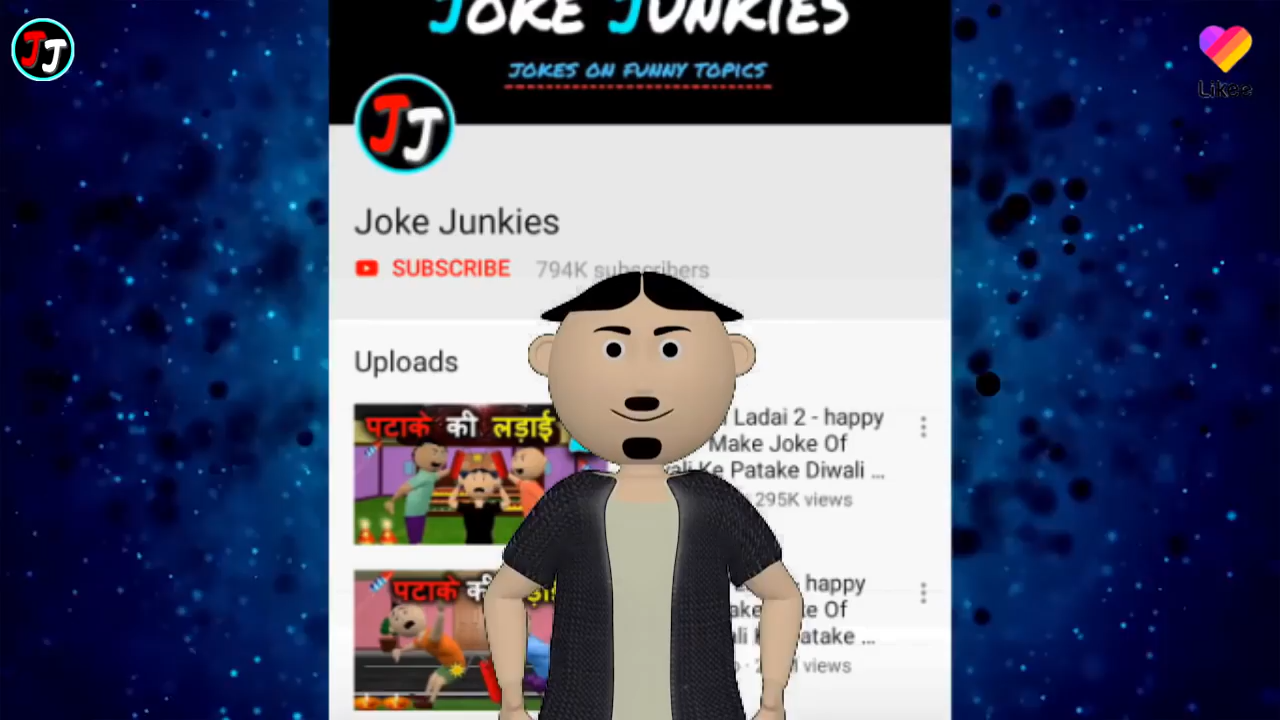 JOKE JUNKIES
JOKES ON FUNNY TOPICS
JJ
JJ
Likee
Joke Junkies
SUBSCRIBE 794K subscribers
Uploads
पटाके की लड़ाई
Ladai 2 - happy
Make Joke Of
Ke Patake Diwali ...
295K views
पटाके
happy
Of
...
views